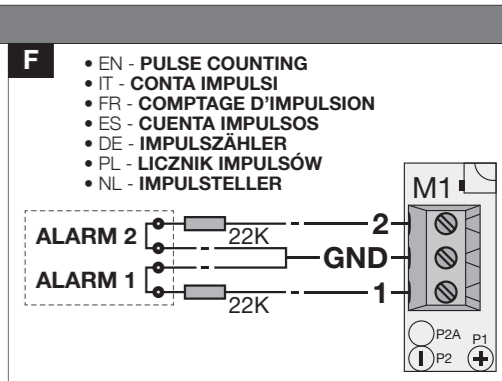 F
• EN - PULSE COUNTING
• IT - CONTA IMPULSI
• FR - COMPTAGE D'IMPULSION
• ES - CUENTA IMPULSOS
• DE - IMPULSZÄHLER
• PL - LICZNIK IMPULSÓW
• NL - IMPULSTELLER
M1
ALARM 2
22K
2
GND
ALARM 1
22K
1
P2A P1
P2